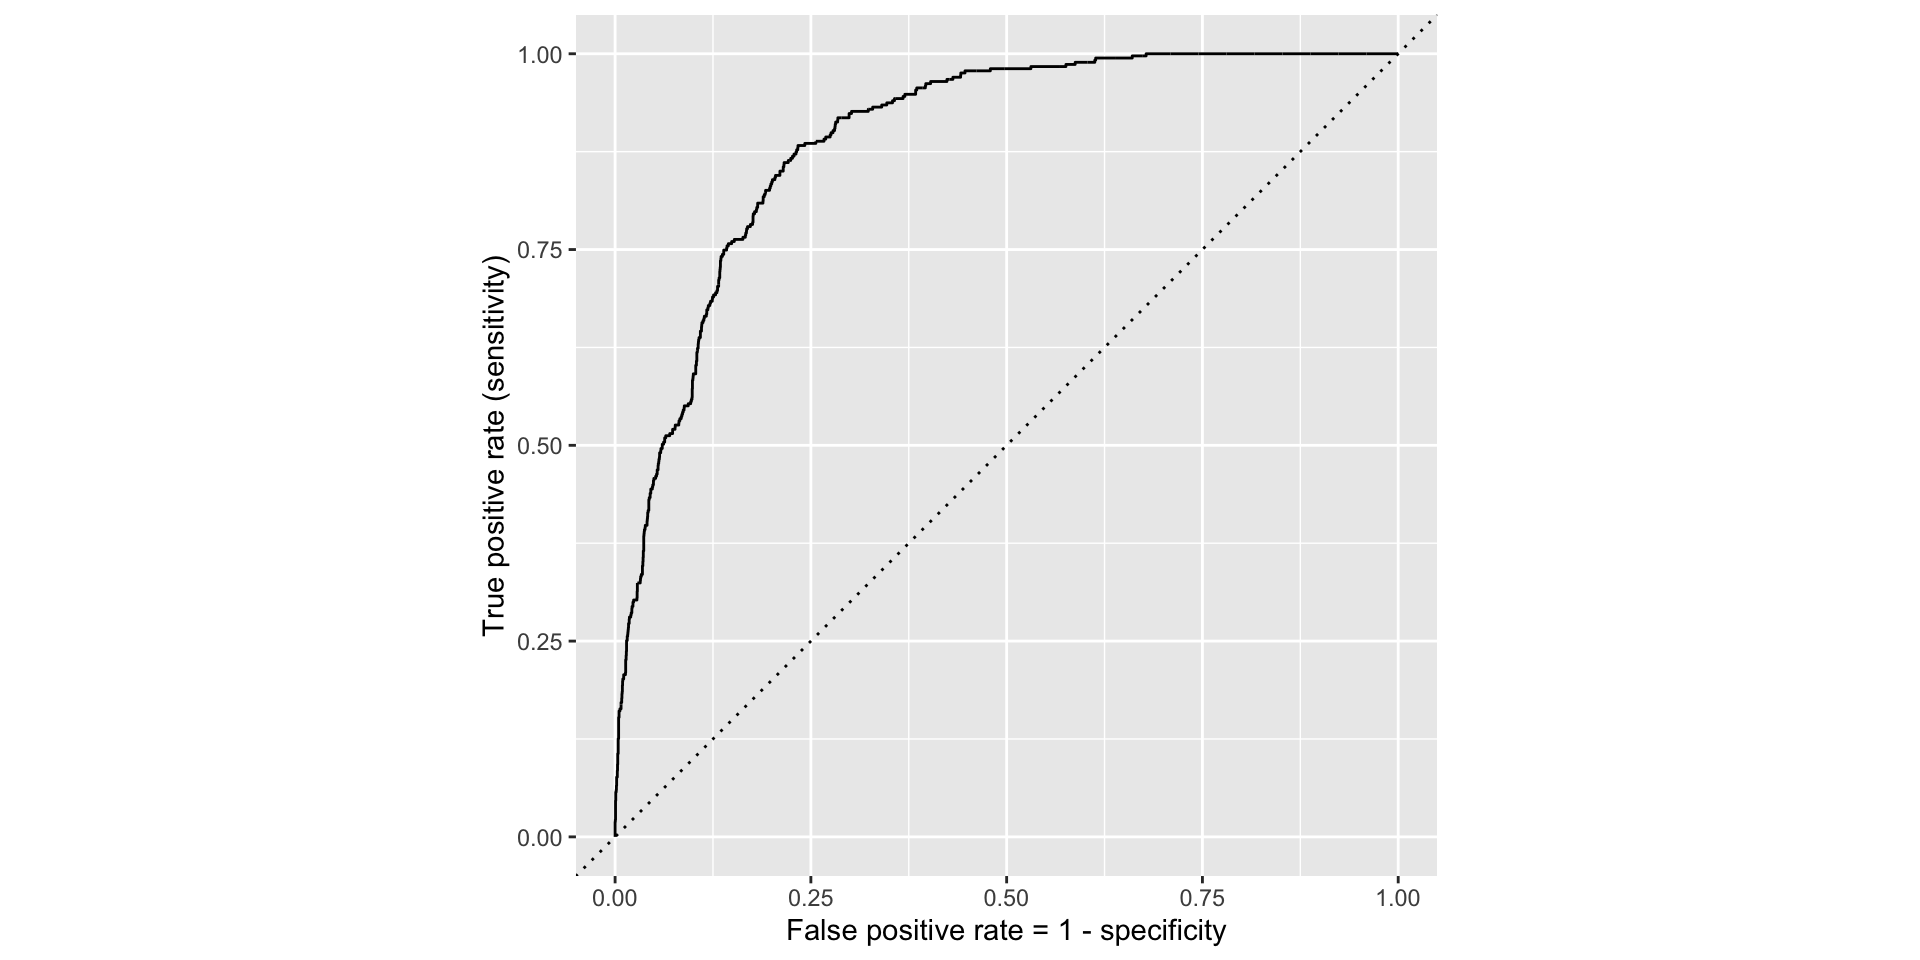 True positive rate (sensitivity)
1.00
0.75
0.50
0.25
0.00
0.00 0.25 0.50 0.75 1.00
False positive rate = 1 - specificity